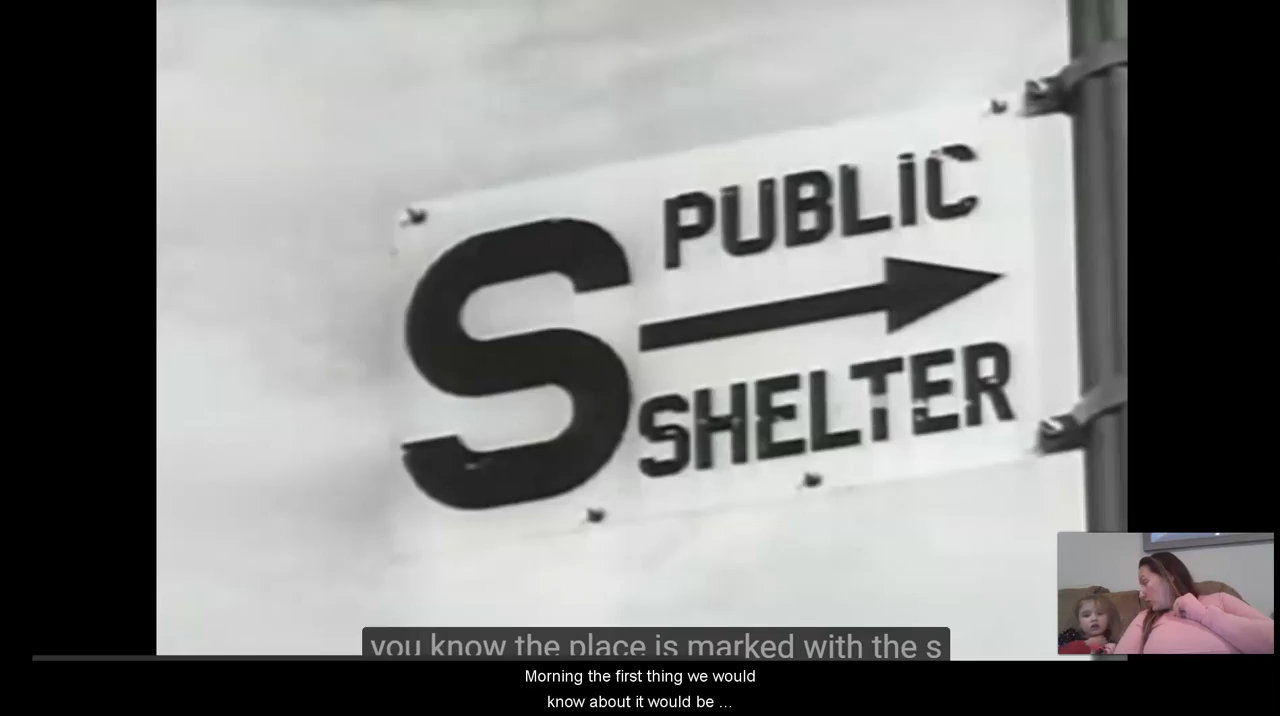 S PUBLIC
SHELTER
you know the place is marked with the s
Morning the first thing we would
know about it would be ...